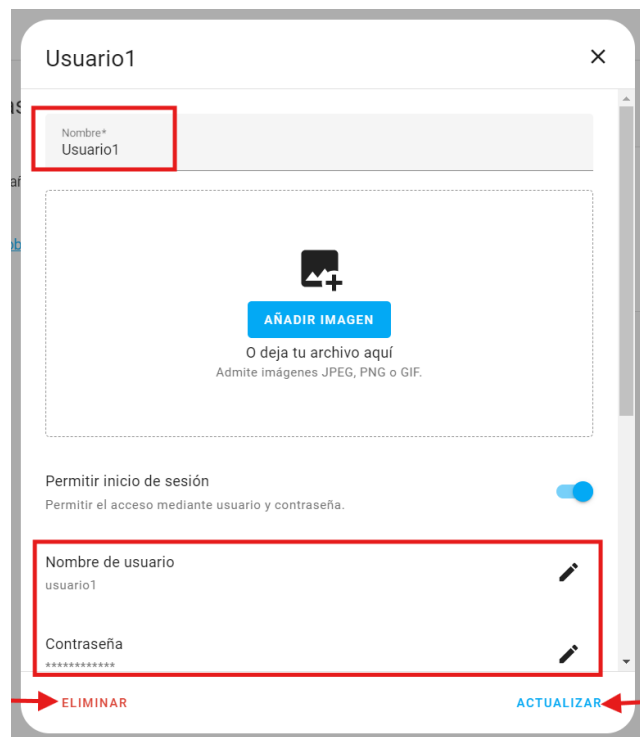 Usuario1
Nombre*
Usuario1
AÑADIR IMAGEN
O deja tu archivo aquí
Admite imágenes JPEG, PNG o GIF.
Permitir inicio de sesión
Permitir el acceso mediante usuario y contraseña.
Nombre de usuario
usuario1
Contraseña
************
ELIMINAR
ACTUALIZAR